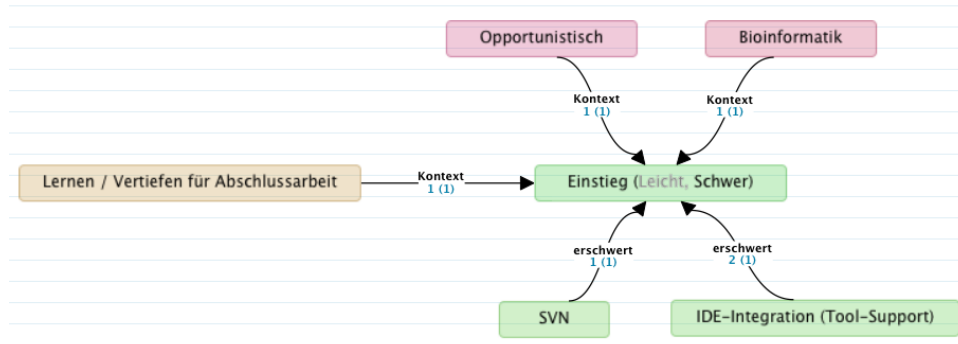 Opportunistisch
Bioinformatik
Kontext
1 (1)
Kontext
1 (1)
Lernen / Vertiefen für Abschlussarbeit
Kontext
1 (1)
Einstieg (Leicht, Schwer)
erschwert
1 (1)
erschwert
2 (1)
SVN
IDE-Integration (Tool-Support)